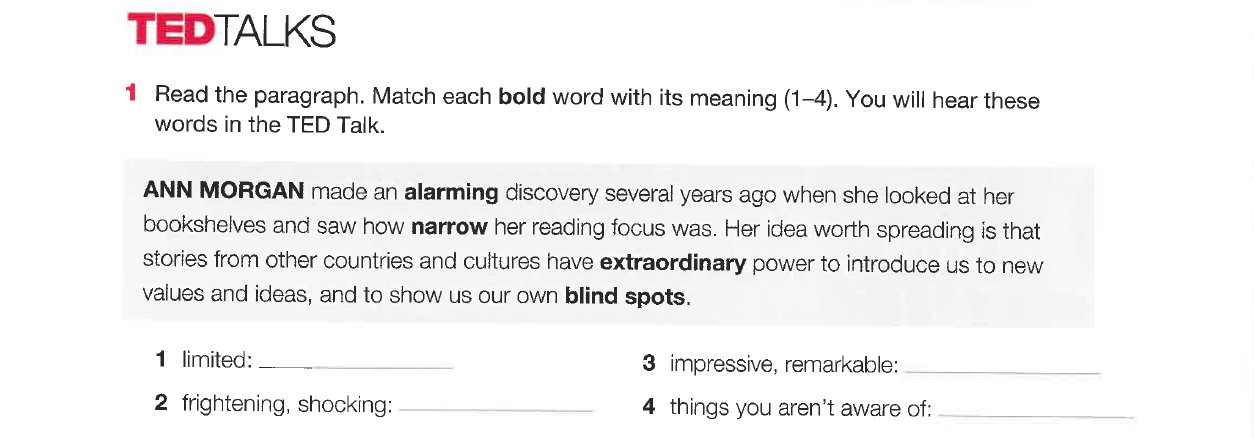 TEDTALKS
1 Read the paragraph. Match each bold word with its meaning (1–4). You will hear these
words in the TED Talk.
ANN MORGAN made an alarming discovery several years ago when she looked at her
bookshelves and saw how narrow her reading focus was. Her idea worth spreading is that
stories from other countries and cultures have extraordinary power to introduce us to new
values and ideas, and to show us our own blind spots.
1 limited: ____________
2 frightening, shocking: ____________
3 impressive, remarkable: ____________
4 things you aren't aware of: ____________